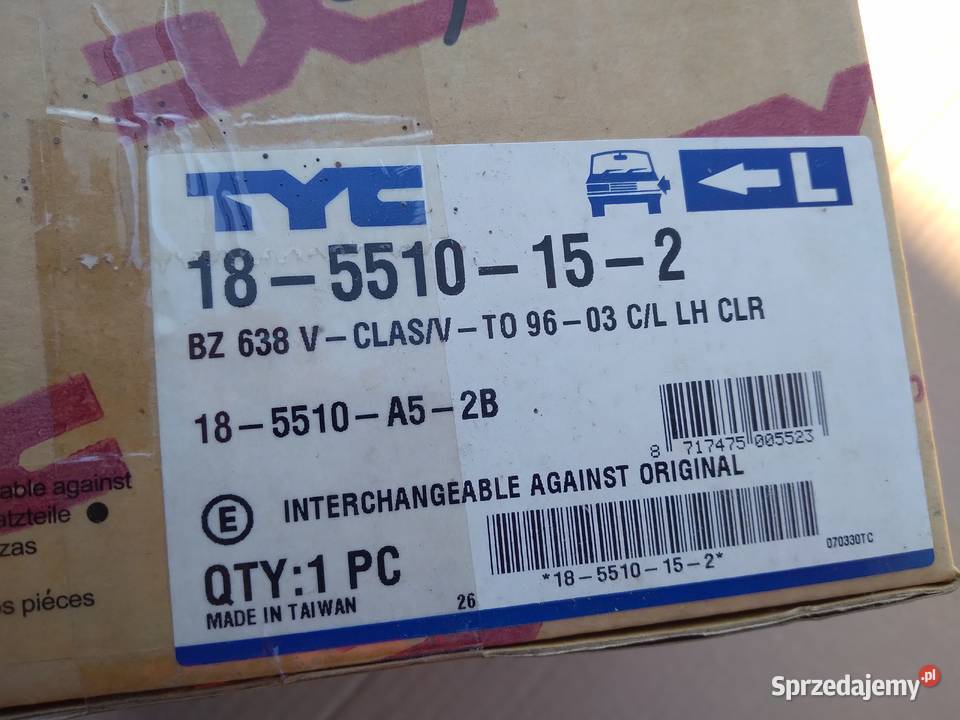 TYC
L
18-5510-15-2
BZ 638 V-CLAS/V-TO 96-03 C/L LH CLR
18-5510-A5-2B
8 717475 005523
able against
E INTERCHANGEABLE AGAINST ORIGINAL
atzteile ●
zas
QTY:1 PC
*18-5510-15-2*
070330TC
s piéces
MADE IN TAIWAN
26
Sprzedajemy.pl